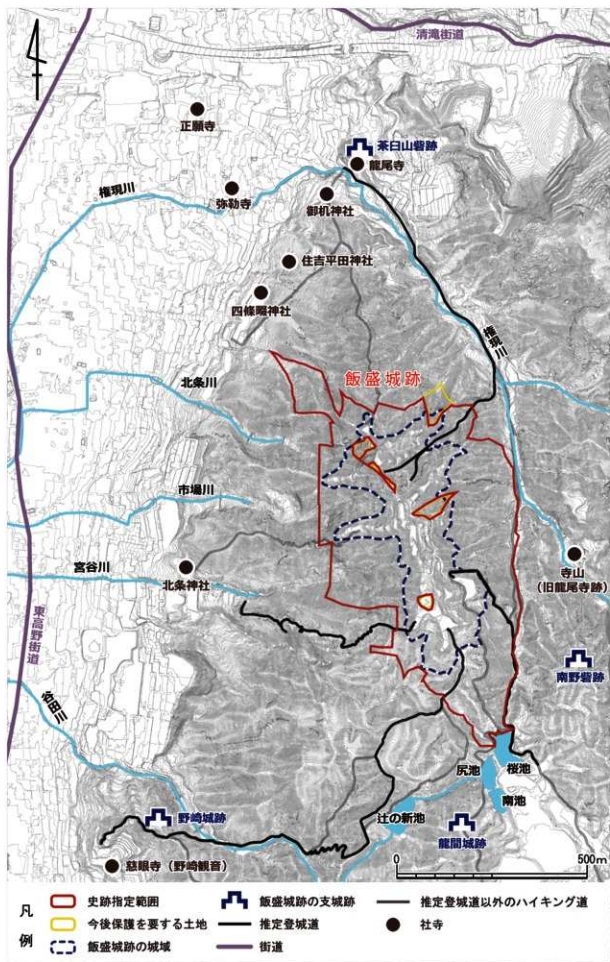 清滝街道
正願寺
茶臼山砦跡
龍尾寺
権現川
弥勒寺
御机神社
住吉平田神社
四條畷神社
権現川
飯盛城跡
北条川
市場川
宮谷川
北条神社
寺山
(旧龍尾寺跡)
東高野街道
南野砦跡
谷田川
尻池
桜池
南池
野崎城跡
辻の新池
龍間城跡
慈眼寺(野崎観音)
0
500m
凡例
史跡指定範囲
飯盛城跡の支城跡
推定登城道以外のハイキング道
今後保護を要する土地
推定登城道
社寺
飯盛城跡の城域
街道